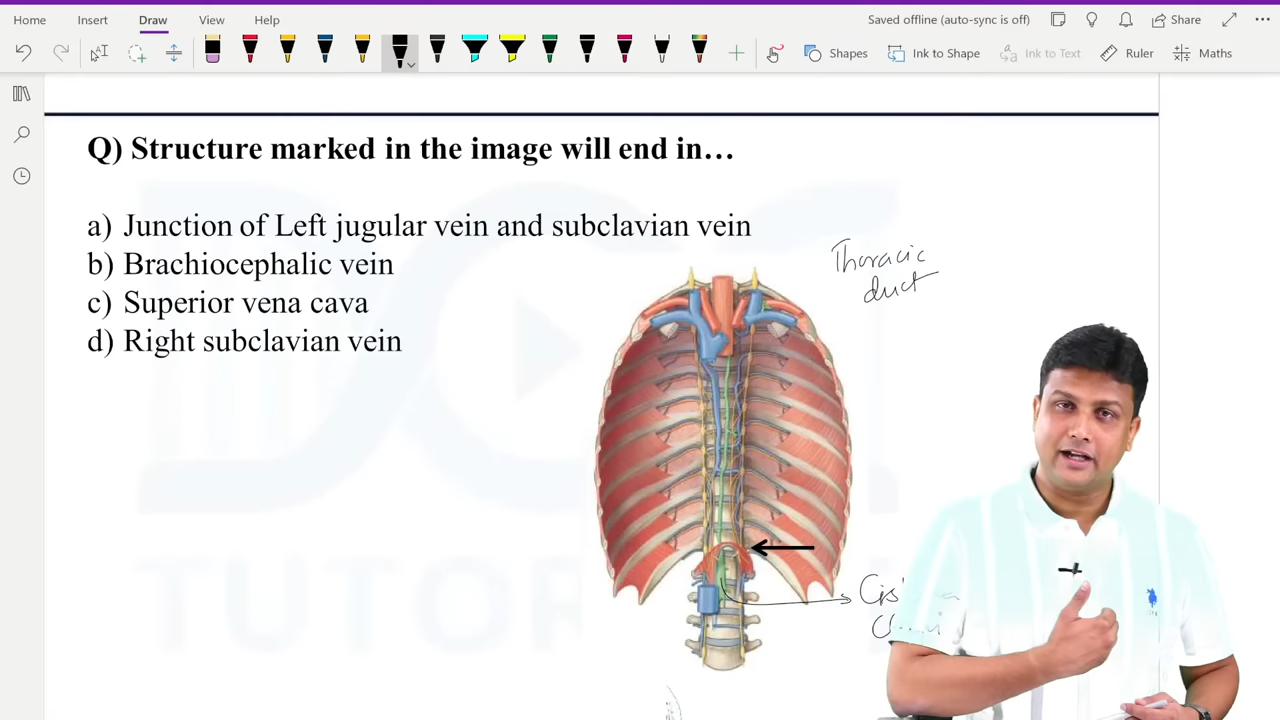 Home Insert Draw View Help Saved offline (auto-sync is off) Share
Shapes Ink to Shape Ink to Text Ruler Maths
Q) Structure marked in the image will end in…
a) Junction of Left jugular vein and subclavian vein
b) Brachiocephalic vein
c) Superior vena cava
d) Right subclavian vein
Thoracic
duct
TUTOR